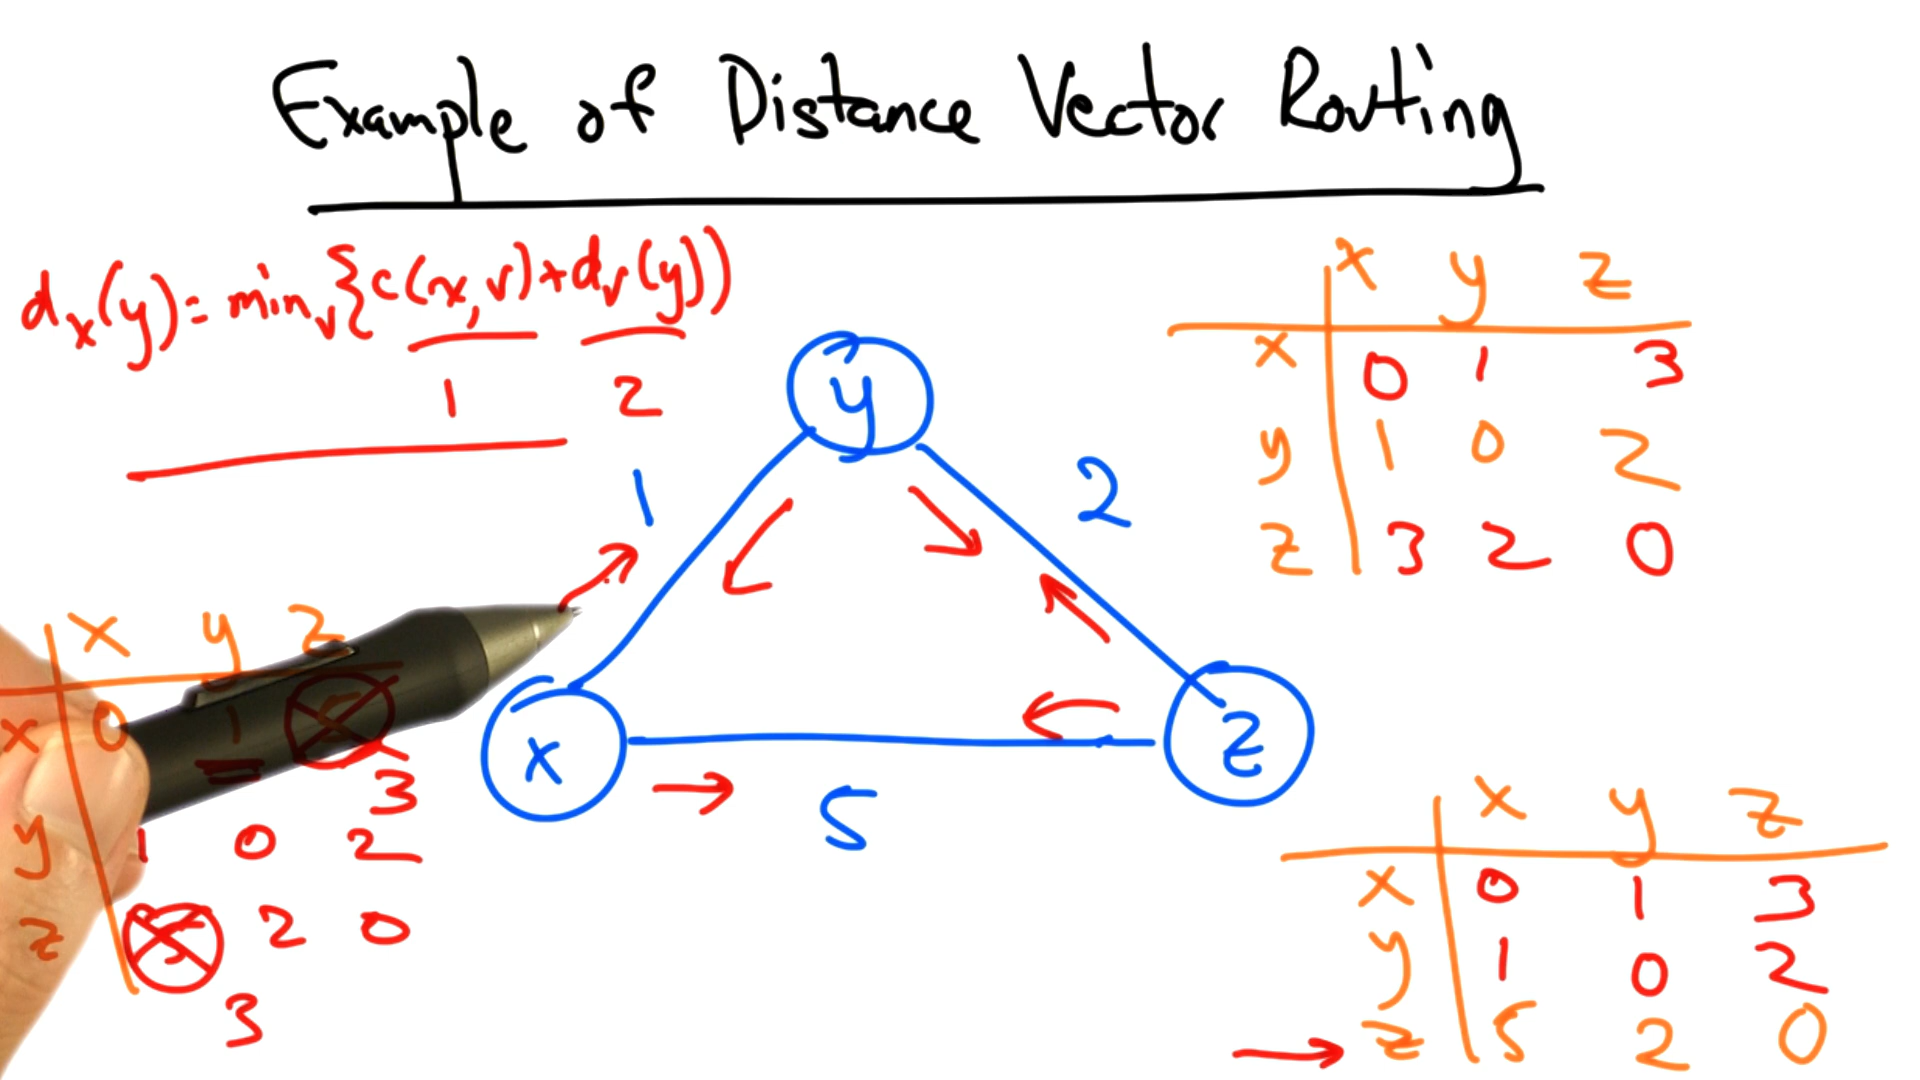 Example of Distance Vector Routing
dx(y)= minv{c(x,v)+dv(y)}
1 2
x y z
x 0 1 3
y 1 0 2
z 3 2 0
y
1
2
x
z
5
x y z
x 0 1 5
3
y 1 0 2
z 5 2 0
3
x y z
x 0 1 3
y 1 0 2
z 5 2 0